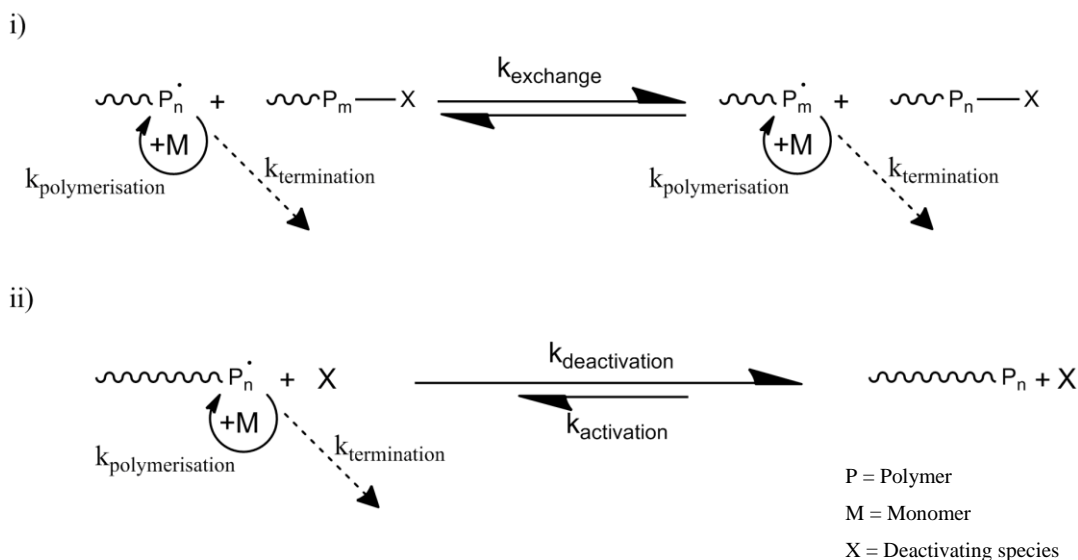 i)
k_exchange
P_n^• + P_m—X P_m^• + P_n—X
+M +M
k_polymerisation k_termination k_polymerisation k_termination
ii)
k_deactivation
P_n^• + X P_n + X
k_activation
+M
k_polymerisation k_termination
P = Polymer
M = Monomer
X = Deactivating species